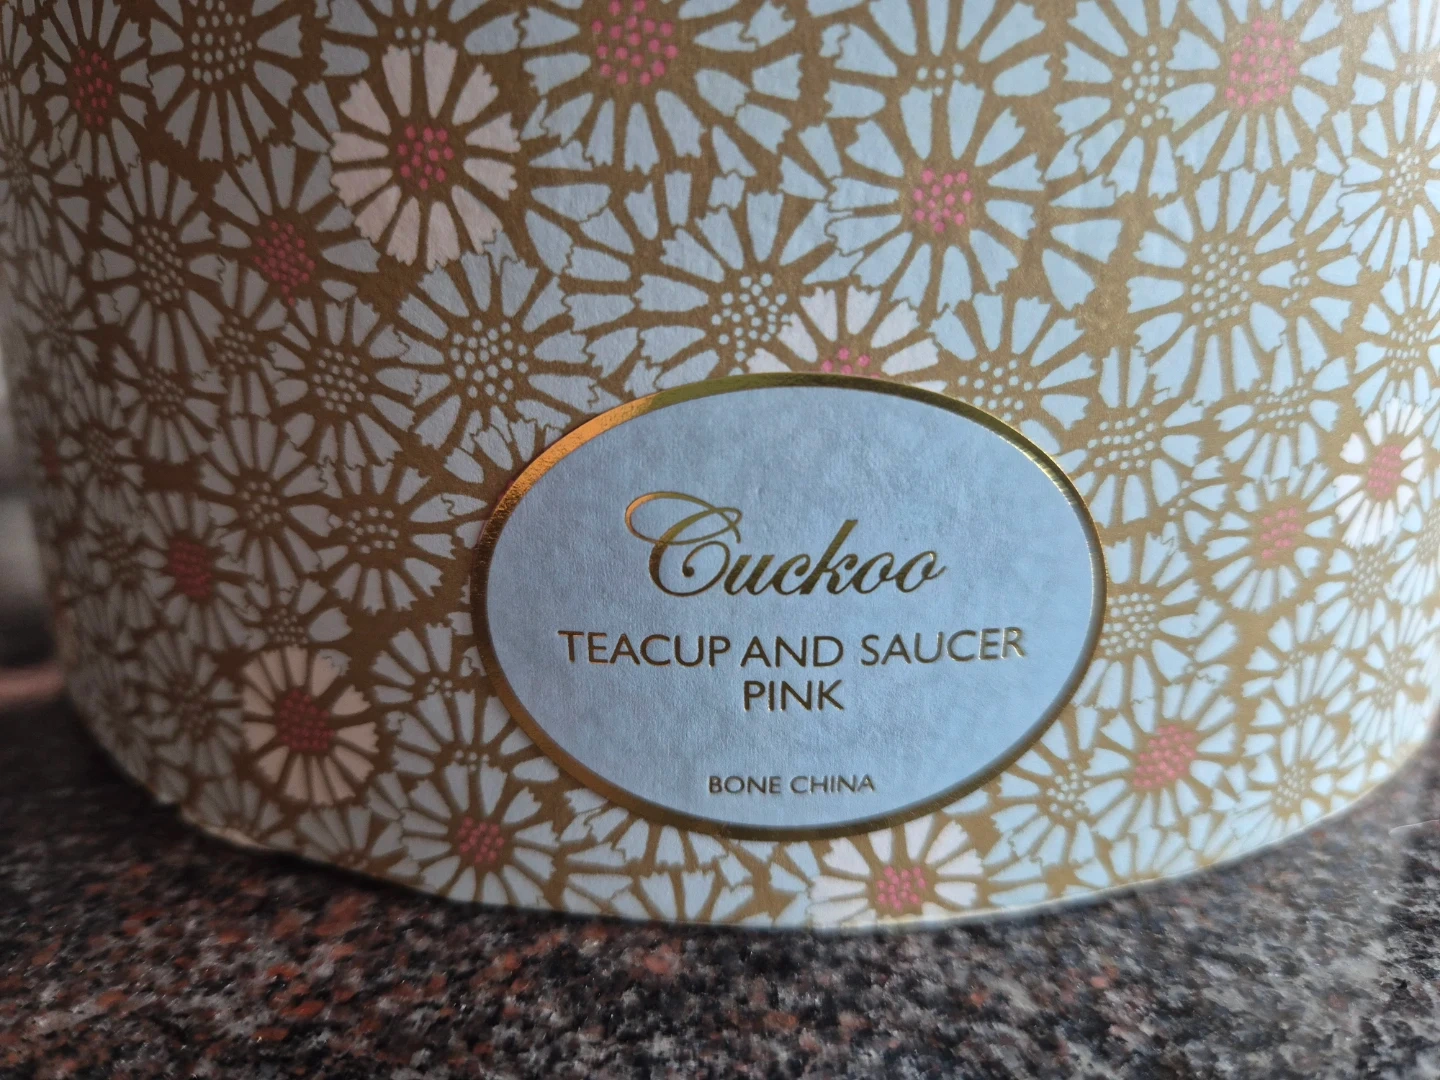 Cuckoo
TEACUP AND SAUCER
PINK
BONE CHINA